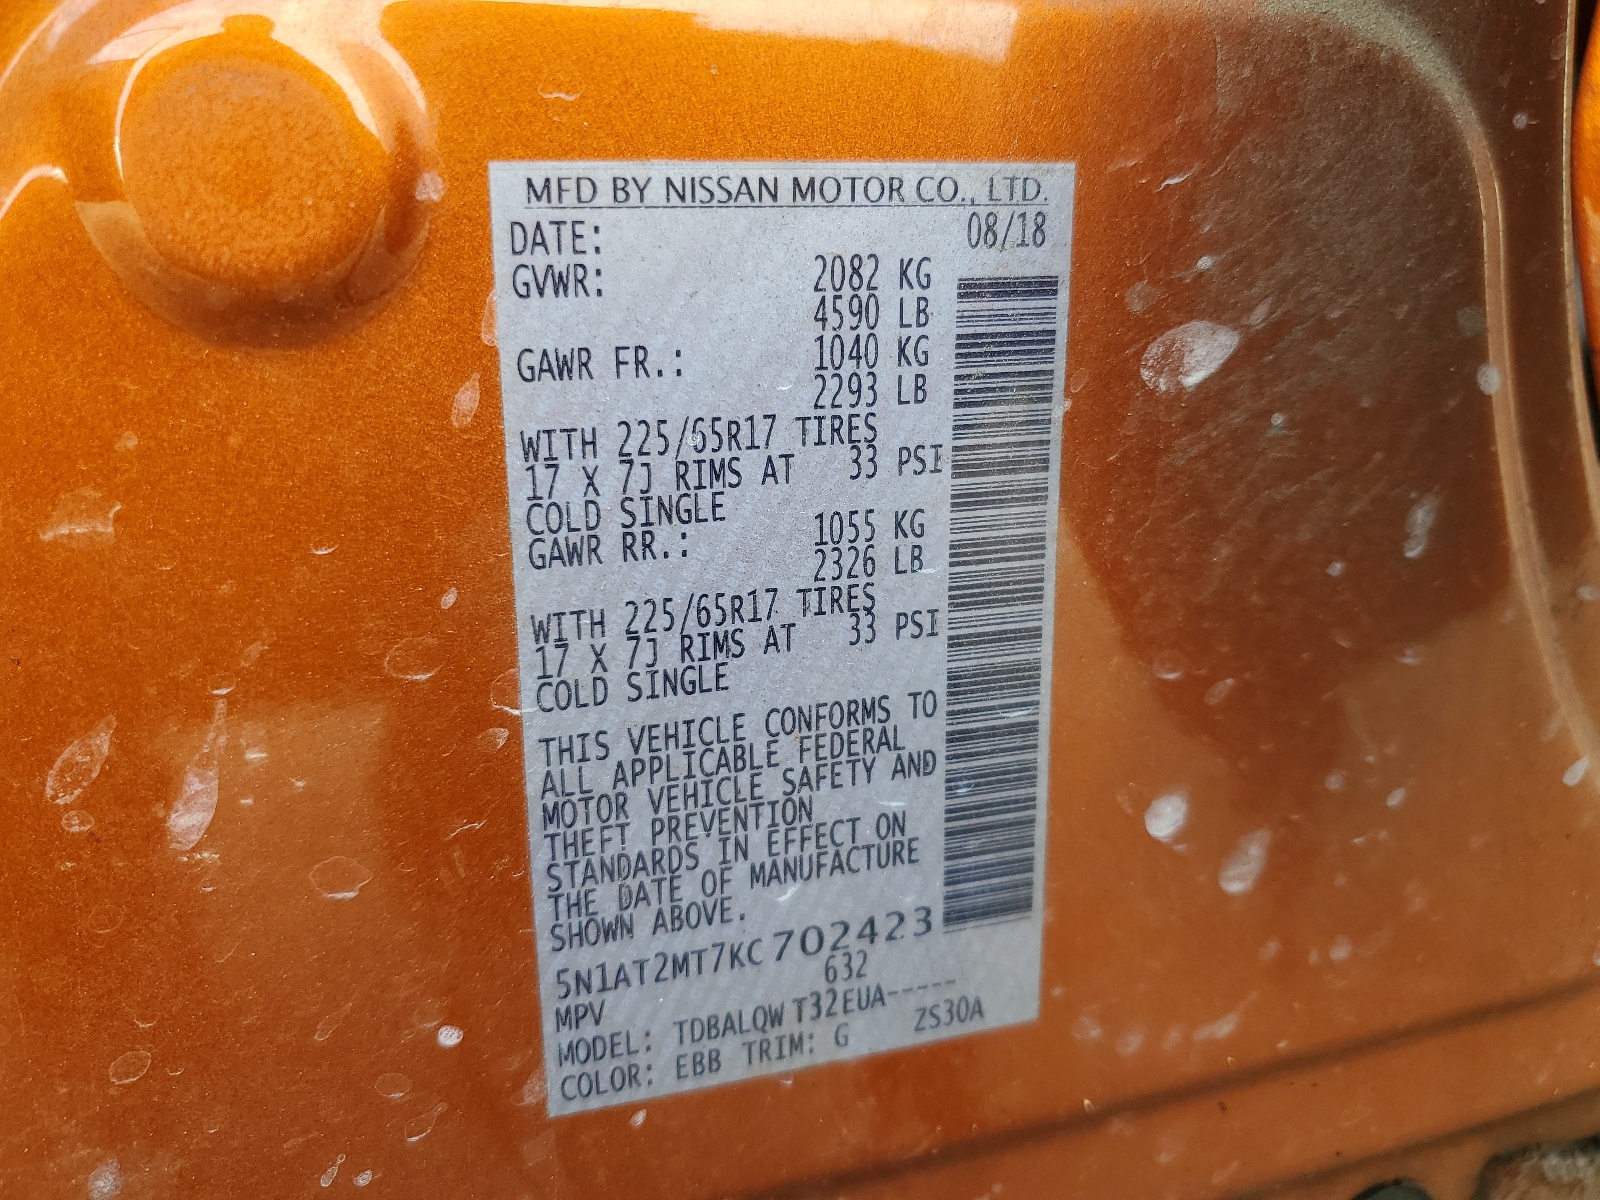 MFD BY NISSAN MOTOR CO., LTD.
DATE: 08/18
GVWR: 2082 KG
4590 LB
GAWR FR.: 1040 KG
2293 LB
WITH 225/65R17 TIRES
17 X 7J RIMS AT 33 PSI
COLD SINGLE
GAWR RR.: 1055 KG
2326 LB
WITH 225/65R17 TIRES
17 X 7J RIMS AT 33 PSI
COLD SINGLE
THIS VEHICLE CONFORMS TO
ALL APPLICABLE FEDERAL
MOTOR VEHICLE SAFETY AND
THEFT PREVENTION
STANDARDS IN EFFECT ON
THE DATE OF MANUFACTURE
SHOWN ABOVE.
5N1AT2MT7KC702423
MPV 632
MODEL: TDBALQWT32EUA-----
COLOR: EBB TRIM: G ZS30A